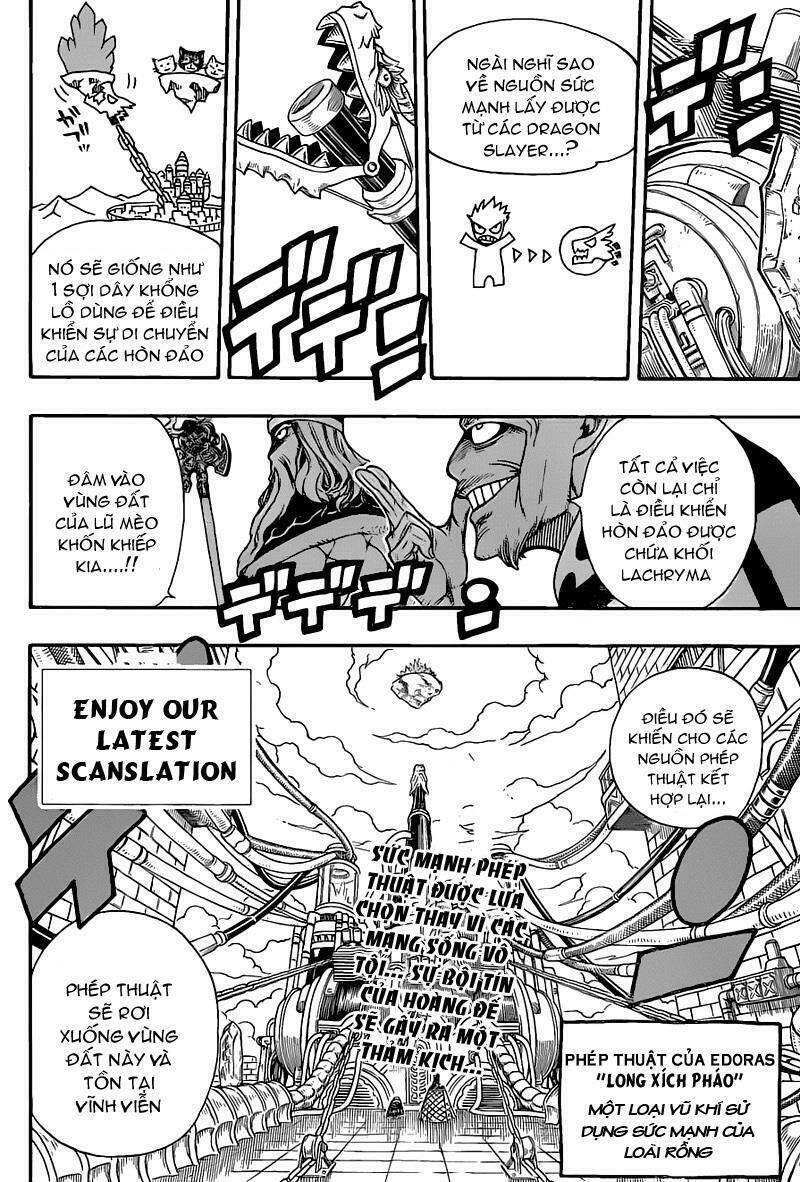 NGÀI NGHĨ SAO
VỀ NGUỒN SỨC
MẠNH LẤY ĐƯỢC
TỪ CÁC DRAGON
SLAYER...?
デ
デ
NÓ SẼ GIỐNG NHƯ
1 SỢI DÂY KHỔNG
LỒ DÙNG ĐỂ ĐIỀU
KHIỂN SỰ DI CHUYỂN
CỦA CÁC HÒN ĐẢO
TẤT CẢ VIỆC
CÒN LẠI CHỈ
LÀ ĐIỀU KHIỂN
HÒN ĐẢO ĐƯỢC
CHỨA KHỐI
LACHRYMA
ĐÂM VÀO
VÙNG ĐẤT
CỦA LŨ MÈO
KHỐN KHIẾP
KIA....!!
デデデ
ĐIỀU ĐÓ SẼ
KHIẾN CHO CÁC
NGUỒN PHÉP
THUẬT KẾT
HỢP LẠI...
ENJOY OUR
LATEST
SCANSLATION
SỨC MẠNH PHÉP
THUẬT ĐƯỢC LỰA
CHỌN THAY VÌ CÁC
MẠNG SỐNG VÔ
TỘI... SỰ BỘI TÍN
CỦA HOÀNG ĐẾ
SẼ GÂY RA MỘT
THẢM KỊCH...
PHÉP THUẬT
SẼ RƠI
XUỐNG VÙNG
ĐẤT NÀY VÀ
TỒN TẠI
VĨNH VIỄN
PHÉP THUẬT CỦA EDORAS
"LONG XÍCH PHÁO"
MỘT LOẠI VŨ KHÍ SỬ
DỤNG SỨC MẠNH CỦA
LOÀI RỒNG